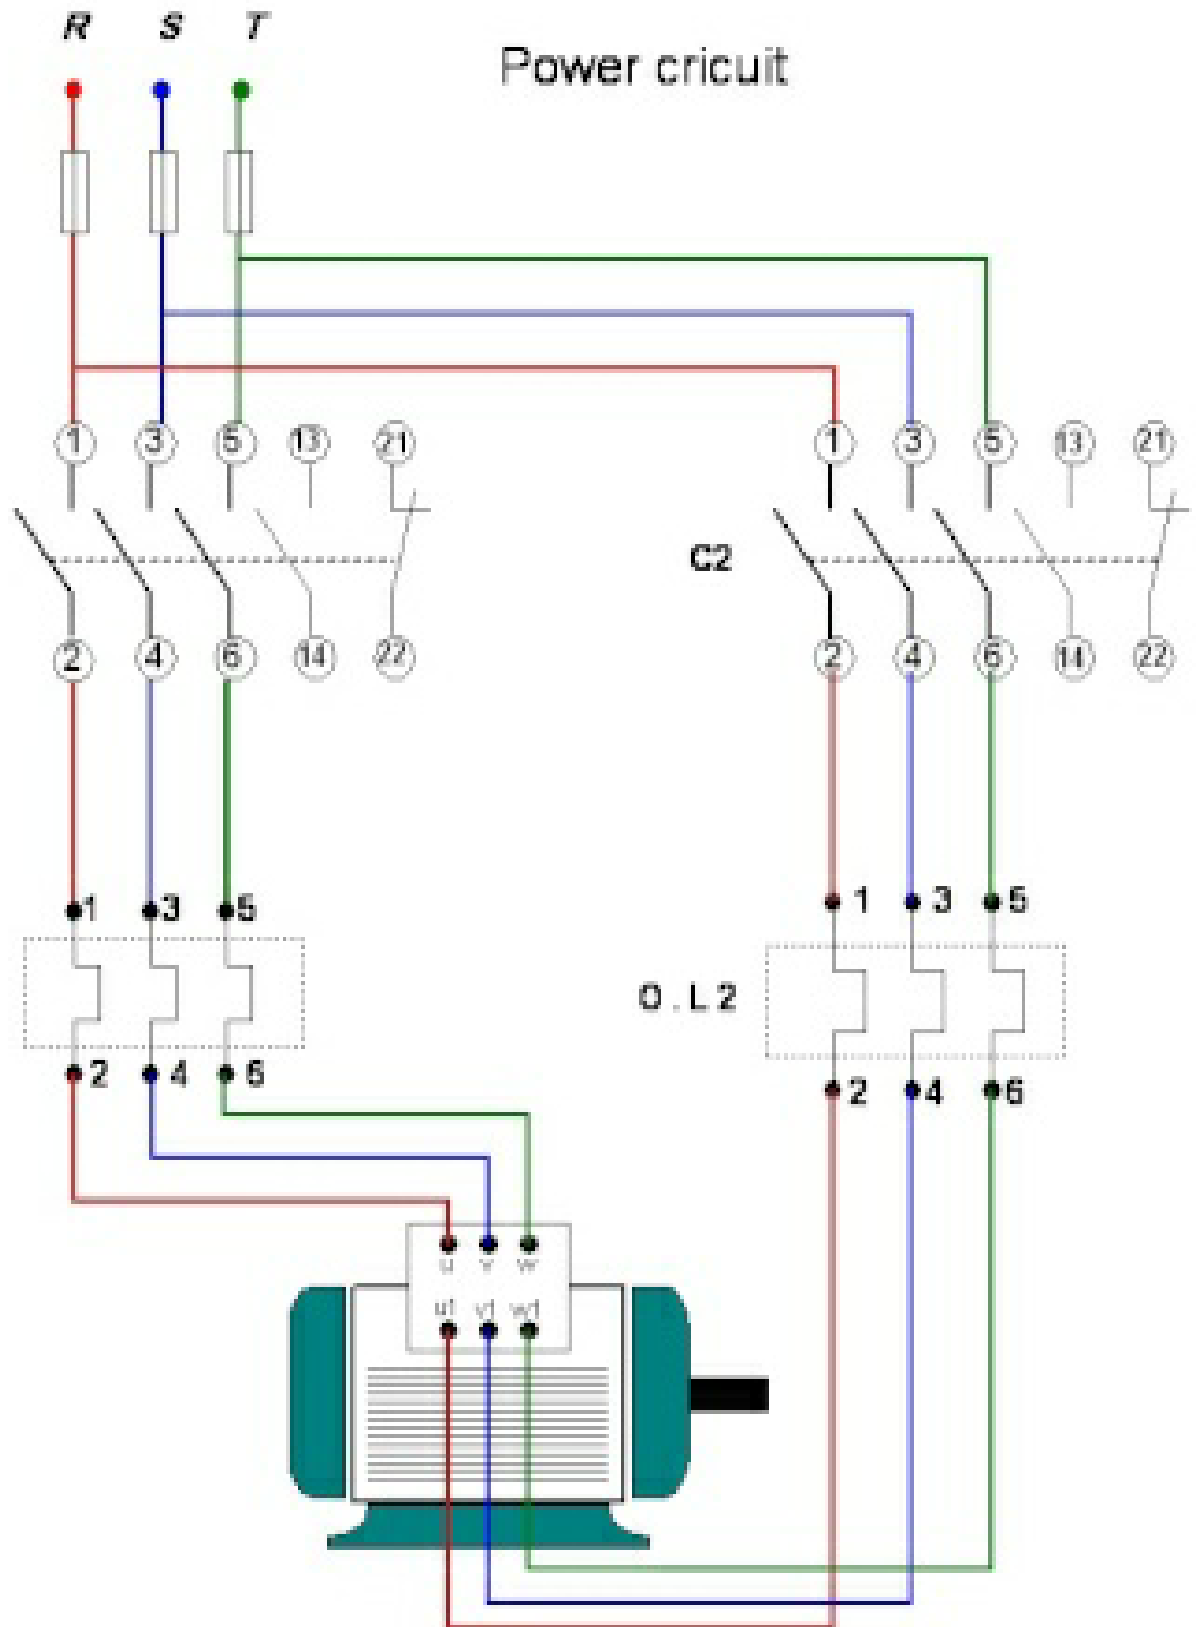 R S T
Power cricuit
1 3 5 13 21 1 3 5 13 21
C2
2 4 6 14 22 2 4 6 14 22
1 3 5 1 3 5
O . L 2
2 4 6 2 4 6
u v w
u1 v1 w1